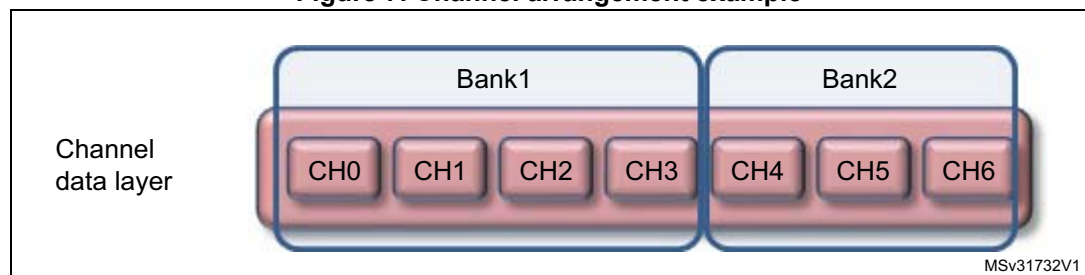 Figure 7. Channel arrangement example
Bank1
Bank2
Channel
data layer
CH0
CH1
CH2
CH3
CH4
CH5
CH6
MSv31732V1